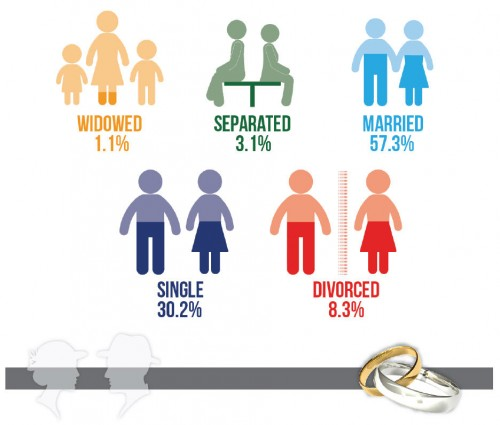 WIDOWED
1.1%
SEPARATED
3.1%
MARRIED
57.3%
SINGLE
30.2%
DIVORCED
8.3%